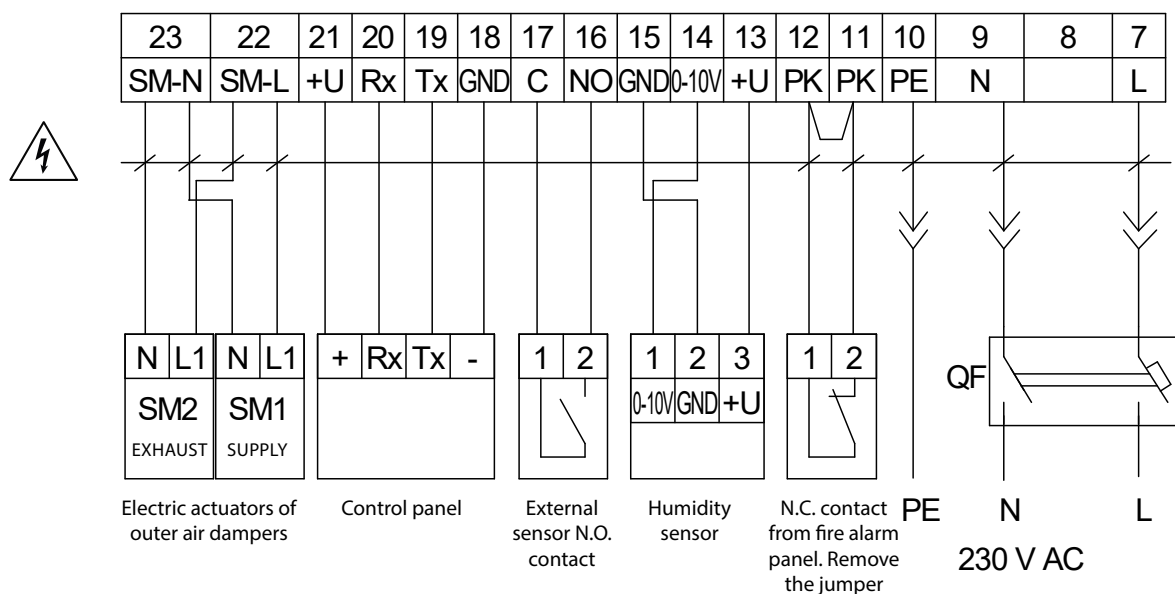 23 22 21 20 19 18 17 16 15 14 13 12 11 10 9 8 7
SM-N SM-L +U Rx Tx GND C NO GND 0-10V +U PK PK PE N L
N L1 N L1 + Rx Tx - 1 2 1 2 3 1 2
QF
SM2 SM1 0-10V GND +U
EXHAUST SUPPLY
Electric actuators of
outer air dampers
Control panel
External
sensor N.O.
contact
Humidity
sensor
N.C. contact
from fire alarm
panel. Remove
the jumper
PE N L
230 V AC